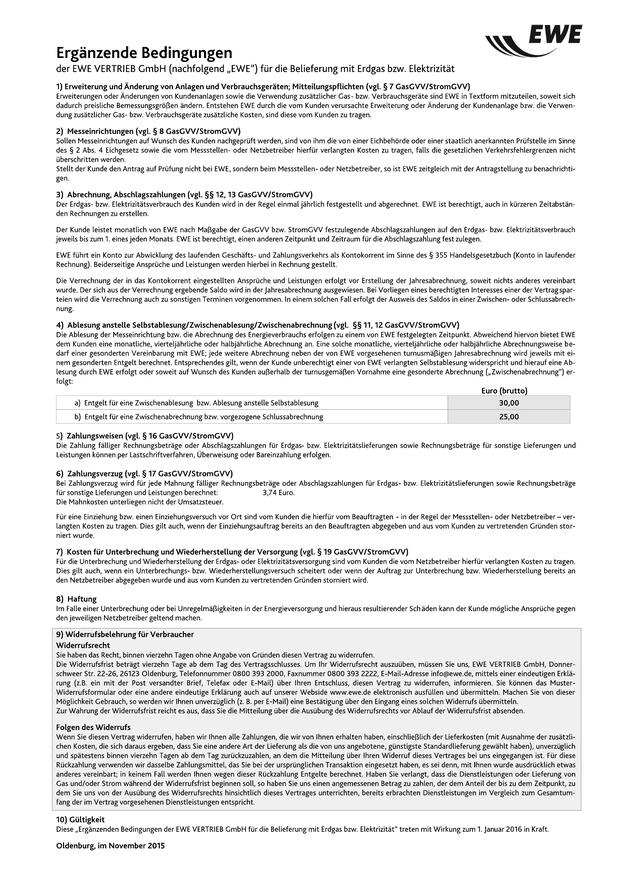 EWE
Ergänzende Bedingungen
der EWE VERTRIEB GmbH (nachfolgend „EWE“) für die Belieferung mit Erdgas bzw. Elektrizität
1) Erweiterung und Änderung von Anlagen und Verbrauchsgeräten; Mitteilungspflichten (vgl. § 7 GasGVV/StromGVV)
Erweiterungen oder Änderungen von Kundenanlagen sowie die Verwendung zusätzlicher Gas- bzw. Verbrauchsgeräte sind EWE in Textform mitzuteilen, soweit sich
dadurch preisliche Bemessungsgrößen ändern. Entstehen EWE durch die vom Kunden verursachte Erweiterung oder Änderung der Kundenanlage bzw. die Verwen-
dung zusätzlicher Gas- bzw. Verbrauchsgeräte zusätzliche Kosten, sind diese vom Kunden zu tragen.
2) Messeinrichtungen (vgl. § 8 GasGVV/StromGVV)
Sollen Messeinrichtungen auf Wunsch des Kunden nachgeprüft werden, sind von ihm die von einer Eichbehörde oder einer staatlich anerkannten Prüfstelle im Sinne
des § 2 Abs. 4 Eichgesetz sowie die vom Messstellen- oder Netzbetreiber hierfür verlangten Kosten zu tragen, falls die gesetzlichen Verkehrsfehlergrenzen nicht
überschritten werden.
Stellt der Kunde den Antrag auf Prüfung nicht bei EWE, sondern beim Messstellen- oder Netzbetreiber, so ist EWE zeitgleich mit der Antragstellung zu benachrichti-
gen.
3) Abrechnung, Abschlagszahlungen (vgl. §§ 12, 13 GasGVV/StromGVV)
Der Erdgas- bzw. Elektrizitätsverbrauch des Kunden wird in der Regel einmal jährlich festgestellt und abgerechnet. EWE ist berechtigt, auch in kürzeren Zeitabstän-
den Rechnungen zu erstellen.
Der Kunde leistet monatlich von EWE nach Maßgabe der GasGVV bzw. StromGVV festzulegende Abschlagszahlungen auf den Erdgas- bzw. Elektrizitätsverbrauch
jeweils bis zum 1. eines jeden Monats. EWE ist berechtigt, einen anderen Zeitpunkt und Zeitraum für die Abschlagszahlung festzulegen.
EWE führt ein Konto zur Abwicklung des laufenden Geschäfts- und Zahlungsverkehrs als Kontokorrent im Sinne des § 355 Handelsgesetzbuch (Konto in laufender
Rechnung). Beiderseitige Ansprüche und Leistungen werden hierbei in Rechnung gestellt.
Die Verrechnung der in das Kontokorrent eingestellten Ansprüche und Leistungen erfolgt vor Erstellung der Jahresabrechnung, soweit nichts anderes vereinbart
wurde. Der sich aus der Verrechnung ergebende Saldo wird in der Jahresabrechnung ausgewiesen. Bei Vorliegen eines berechtigten Interesses einer der Vertragspar-
teien wird die Verrechnung auch zu sonstigen Terminen vorgenommen. In einem solchen Fall erfolgt der Ausweis des Saldos in einer Zwischen- oder Schlussabrech-
nung.
4) Ablesung anstelle Selbstablesung/Zwischenablesung/Zwischenabrechnung (vgl. §§ 11, 12 GasGVV/StromGVV)
Die Ablesung der Messeinrichtung bzw. die Abrechnung des Energieverbrauchs erfolgen zu einem von EWE festgelegten Zeitpunkt. Abweichend hiervon bietet EWE
dem Kunden eine monatliche, vierteljährliche oder halbjährliche Abrechnung an. Eine solche monatliche, vierteljährliche oder halbjährliche Abrechnungsweise be-
darf einer gesonderten Vereinbarung mit EWE; jede weitere Abrechnung neben der von EWE vorgesehenen turnusmäßigen Jahresabrechnung wird jeweils mit ei-
nem gesonderten Entgelt berechnet. Entsprechendes gilt, wenn der Kunde unberechtigt einer von EWE verlangten Selbstablesung widerspricht und hierauf eine Ab-
lesung durch EWE erfolgt oder soweit auf Wunsch des Kunden außerhalb der turnusmäßigen Vornahme eine gesonderte Abrechnung („Zwischenabrechnung“) er-
folgt:
Euro (brutto)
a) Entgelt für eine Zwischenablesung bzw. Ablesung anstelle Selbstablesung 30,00
b) Entgelt für eine Zwischenabrechnung bzw. vorgezogene Schlussabrechnung 25,00
5) Zahlungsweisen (vgl. § 16 GasGVV/StromGVV)
Die Zahlung fälliger Rechnungsbeträge oder Abschlagszahlungen für Erdgas- bzw. Elektrizitätslieferungen sowie Rechnungsbeträge für sonstige Lieferungen und
Leistungen können per Lastschriftverfahren, Überweisung oder Bareinzahlung erfolgen.
6) Zahlungsverzug (vgl. § 17 GasGVV/StromGVV)
Bei Zahlungsverzug wird für jede Mahnung fälliger Rechnungsbeträge oder Abschlagszahlungen für Erdgas- bzw. Elektrizitätslieferungen sowie Rechnungsbeträge
für sonstige Lieferungen und Leistungen berechnet: 3,74 Euro.
Die Mahnkosten unterliegen nicht der Umsatzsteuer.
Für eine Einziehung bzw. einen Einziehungsversuch vor Ort sind vom Kunden die hierfür vom Beauftragten - in der Regel der Messstellen- oder Netzbetreiber – ver-
langten Kosten zu tragen. Dies gilt auch, wenn der Einziehungsauftrag bereits an den Beauftragten abgegeben und aus vom Kunden zu vertretenden Gründen stor-
niert wurde.
7) Kosten für Unterbrechung und Wiederherstellung der Versorgung (vgl. § 19 GasGVV/StromGVV)
Für die Unterbrechung und Wiederherstellung der Erdgas- oder Elektrizitätsversorgung sind vom Kunden die vom Netzbetreiber hierfür verlangten Kosten zu tragen.
Dies gilt auch, wenn ein Unterbrechungs- bzw. Wiederherstellungsversuch scheitert oder wenn der Auftrag zur Unterbrechung bzw. Wiederherstellung bereits an
den Netzbetreiber abgegeben wurde und aus vom Kunden zu vertretenden Gründen storniert wird.
8) Haftung
Im Falle einer Unterbrechung oder bei Unregelmäßigkeiten in der Energieversorgung und hieraus resultierender Schäden kann der Kunde mögliche Ansprüche gegen
den jeweiligen Netzbetreiber geltend machen.
9) Widerrufsbelehrung für Verbraucher
Widerrufsrecht
Sie haben das Recht, binnen vierzehn Tagen ohne Angabe von Gründen diesen Vertrag zu widerrufen.
Die Widerrufsfrist beträgt vierzehn Tage ab dem Tag des Vertragsschlusses. Um Ihr Widerrufsrecht auszuüben, müssen Sie uns, EWE VERTRIEB GmbH, Donner-
schweer Str. 22-26, 26123 Oldenburg, Telefonnummer 0800 393 2000, Faxnummer 0800 393 2222, E-Mail-Adresse info@ewe.de, mittels einer eindeutigen Erklä-
rung (z.B. ein mit der Post versandter Brief, Telefax oder E-Mail) über Ihren Entschluss, diesen Vertrag zu widerrufen, informieren. Sie können das Muster-
Widerrufsformular oder eine andere eindeutige Erklärung auch auf unserer Webside www.ewe.de elektronisch ausfüllen und übermitteln. Machen Sie von dieser
Möglichkeit Gebrauch, so werden wir Ihnen unverzüglich (z. B. per E-Mail) eine Bestätigung über den Eingang eines solchen Widerrufs übermitteln.
Zur Wahrung der Widerrufsfrist reicht es aus, dass Sie die Mitteilung über die Ausübung des Widerrufsrechts vor Ablauf der Widerrufsfrist absenden.
Folgen des Widerrufs
Wenn Sie diesen Vertrag widerrufen, haben wir Ihnen alle Zahlungen, die wir von Ihnen erhalten haben, einschließlich der Lieferkosten (mit Ausnahme der zusätzli-
chen Kosten, die sich daraus ergeben, dass Sie eine andere Art der Lieferung als die von uns angebotene, günstigste Standardlieferung gewählt haben), unverzüglich
und spätestens binnen vierzehn Tagen ab dem Tag zurückzuzahlen, an dem die Mitteilung über Ihren Widerruf dieses Vertrages bei uns eingegangen ist. Für diese
Rückzahlung verwenden wir dasselbe Zahlungsmittel, das Sie bei der ursprünglichen Transaktion eingesetzt haben, es sei denn, mit Ihnen wurde ausdrücklich etwas
anderes vereinbart; in keinem Fall werden Ihnen wegen dieser Rückzahlung Entgelte berechnet. Haben Sie verlangt, dass die Dienstleistungen oder Lieferung von
Gas und/oder Strom während der Widerrufsfrist beginnen soll, so haben Sie uns einen angemessenen Betrag zu zahlen, der dem Anteil der bis zu dem Zeitpunkt, zu
dem Sie uns von der Ausübung des Widerrufsrechts hinsichtlich dieses Vertrages unterrichten, bereits erbrachten Dienstleistungen im Vergleich zum Gesamtum-
fang der im Vertrag vorgesehenen Dienstleistungen entspricht.
10) Gültigkeit
Diese „Ergänzenden Bedingungen der EWE VERTRIEB GmbH für die Belieferung mit Erdgas bzw. Elektrizität“ treten mit Wirkung zum 1. Januar 2016 in Kraft.
Oldenburg, im November 2015